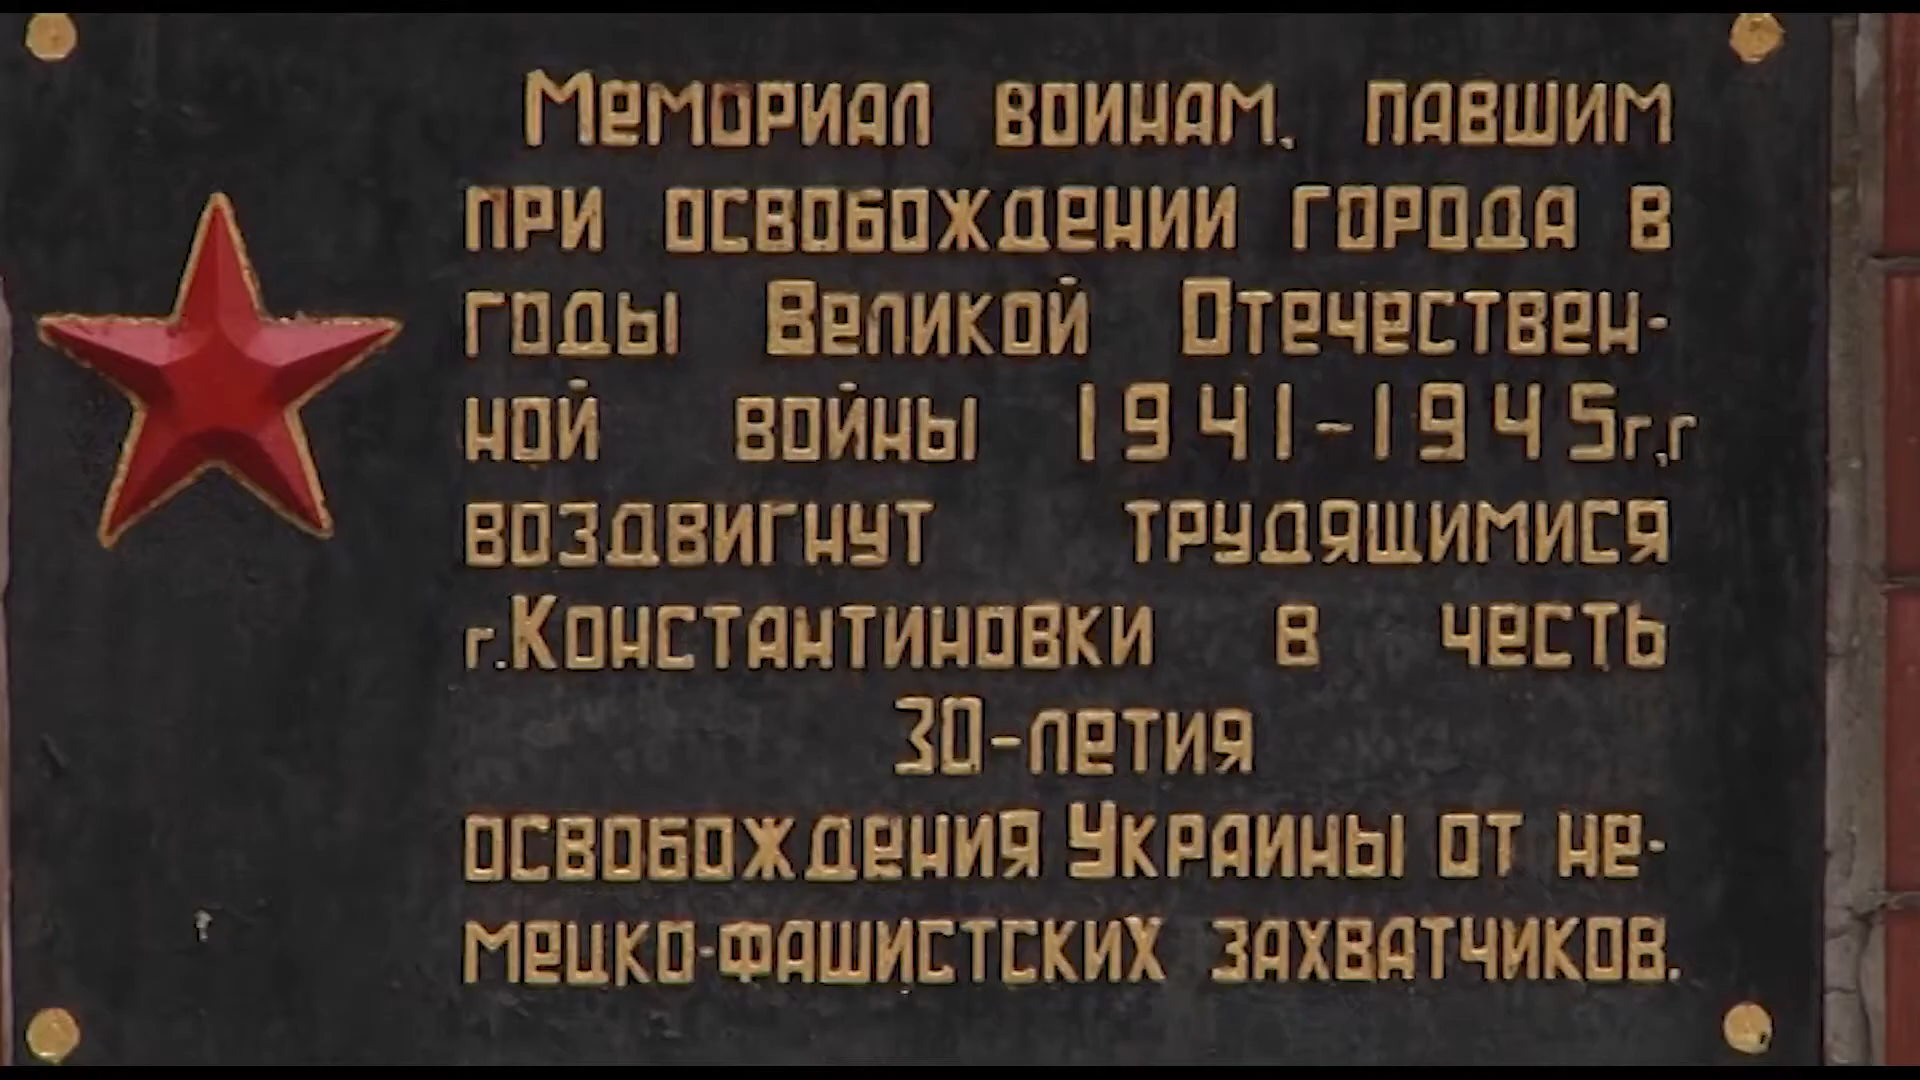 Мемориал воинам, павшим
при освобождении города в
годы Великой Отечествен-
ной войны 1941-1945г.г
воздвигнут трудящимися
г.Константиновки в честь
30-летия
освобождения Украины от не-
мецко-фашистских захватчиков.